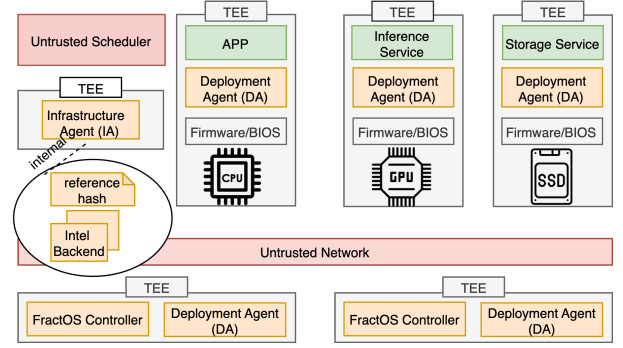 Untrusted Scheduler
TEE
APP
Deployment
Agent (DA)
Firmware/BIOS
CPU
TEE
Inference
Service
Deployment
Agent (DA)
Firmware/BIOS
GPU
TEE
Storage Service
Deployment
Agent (DA)
Firmware/BIOS
SSD
TEE
Infrastructure
Agent (IA)
internal
reference
hash
Intel
Backend
Untrusted Network
TEE
FractOS Controller
Deployment Agent
(DA)
TEE
FractOS Controller
Deployment Agent
(DA)